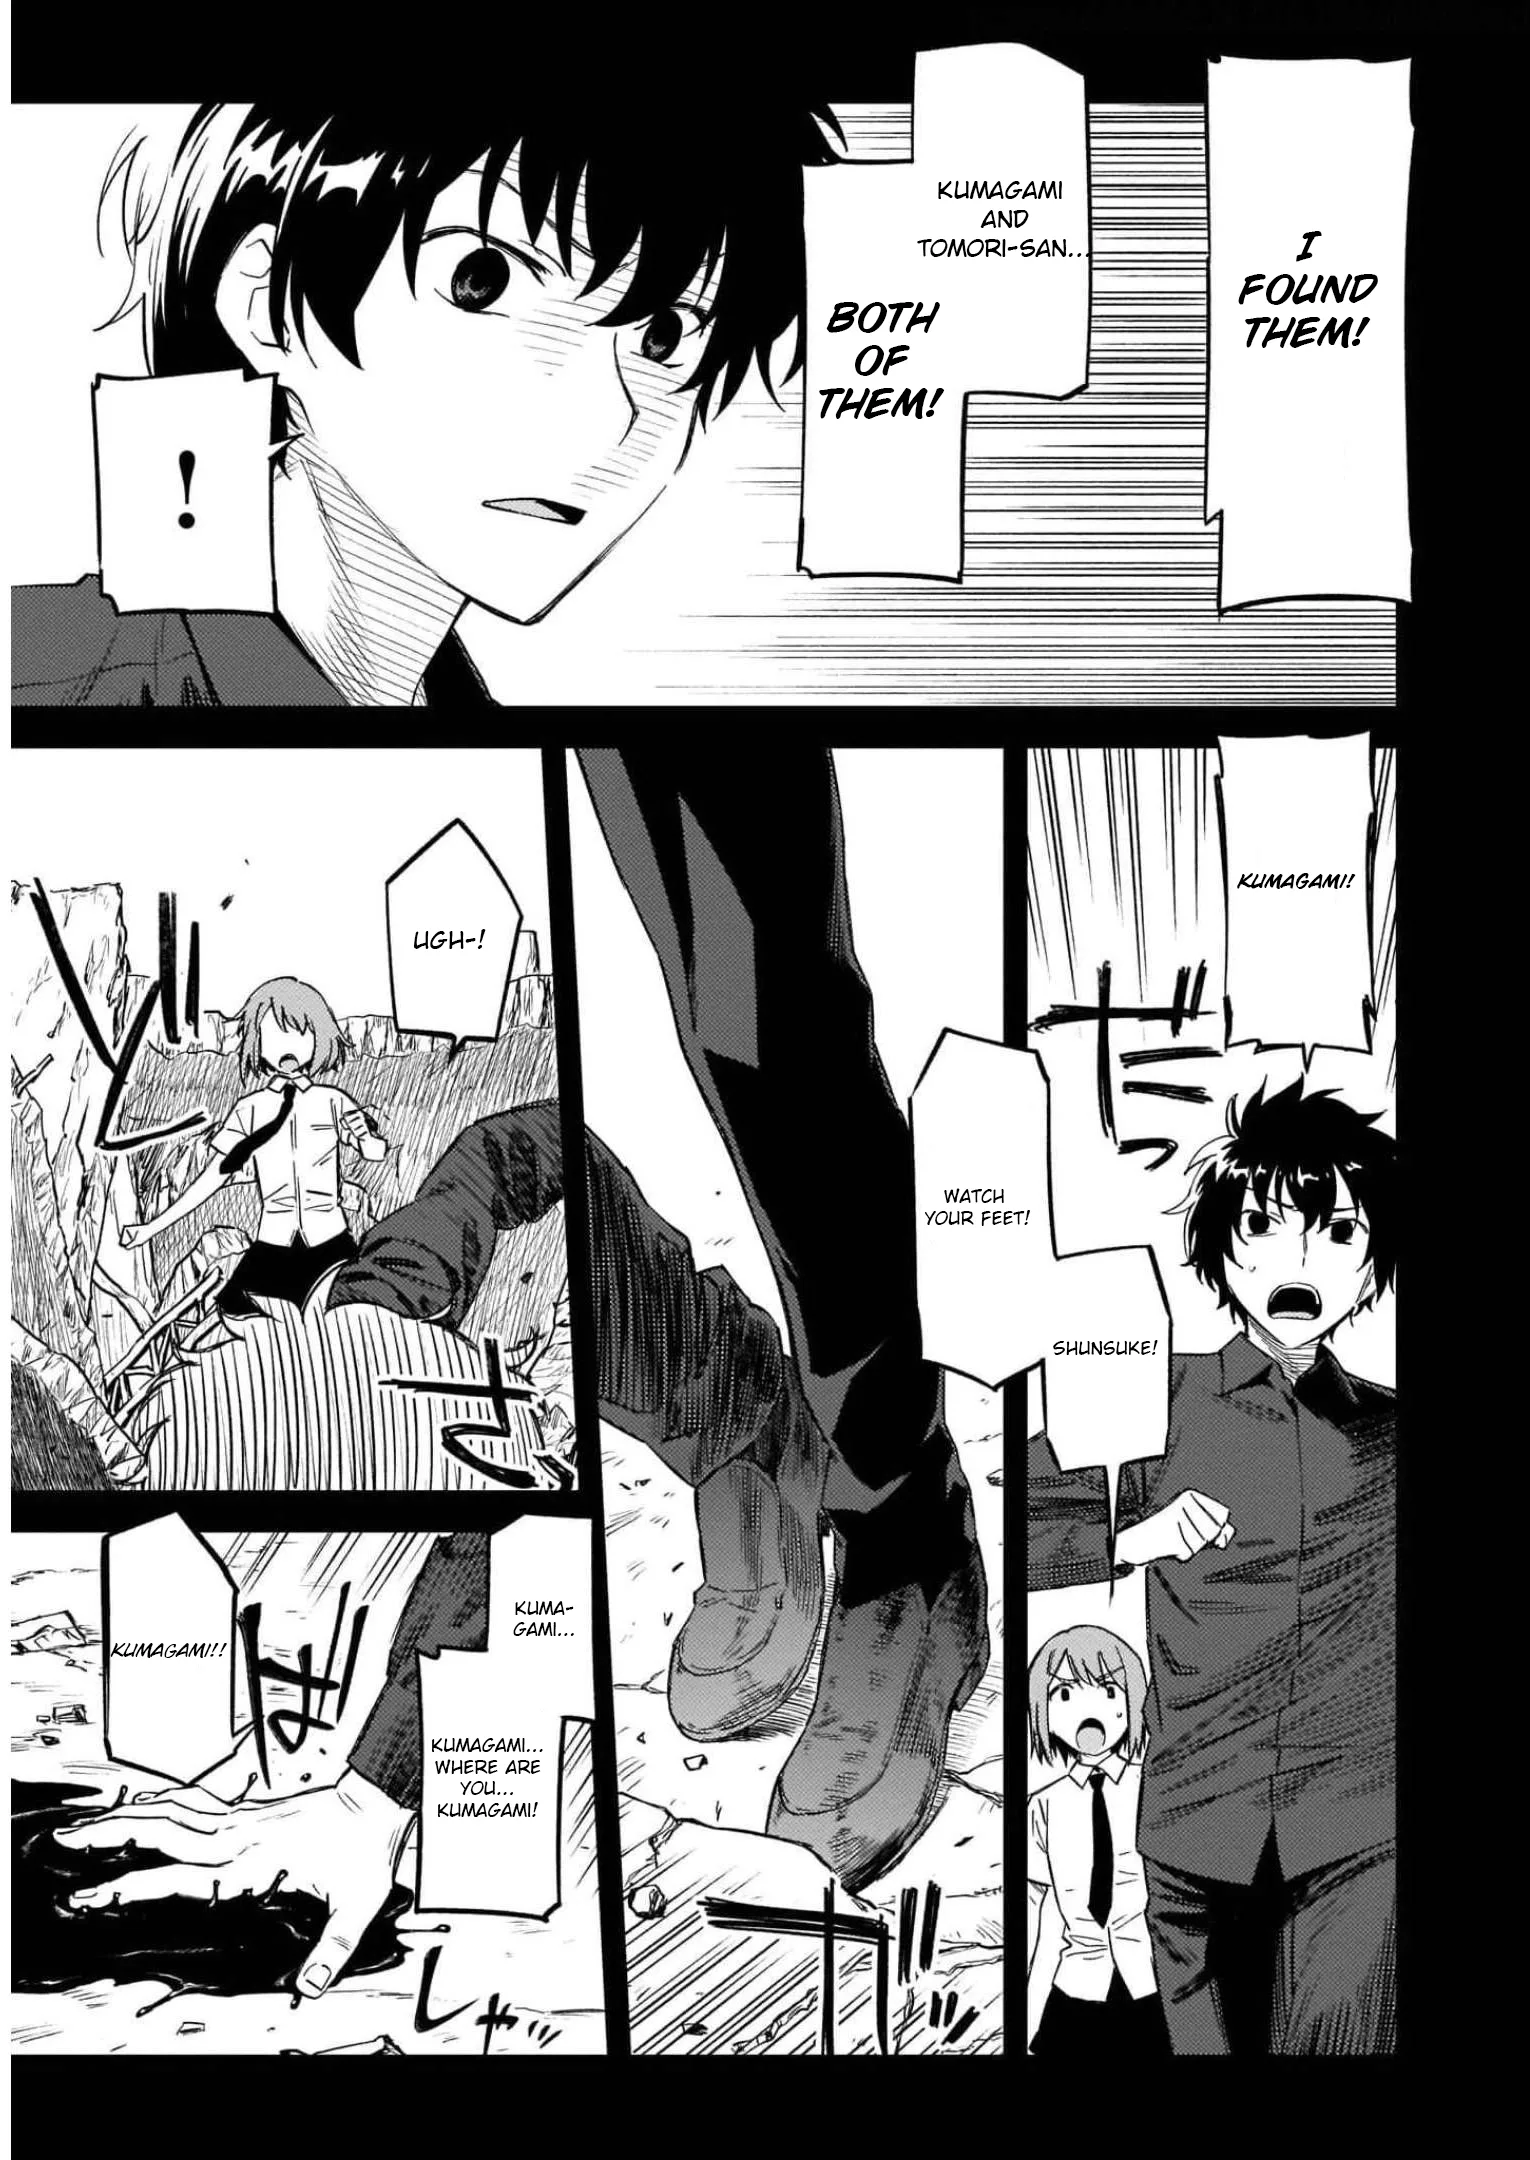 I
FOUND
THEM!
KUMAGAMI
AND
TOMORI-SAN...
BOTH
OF
THEM!
!
KUMAGAMI!
WATCH
YOUR FEET!
SHUNSUKE!
UGH-!
KUMA-
GAMI...
KUMAGAMI...
WHERE ARE
YOU...
KUMAGAMI!
KUMAGAMI!!